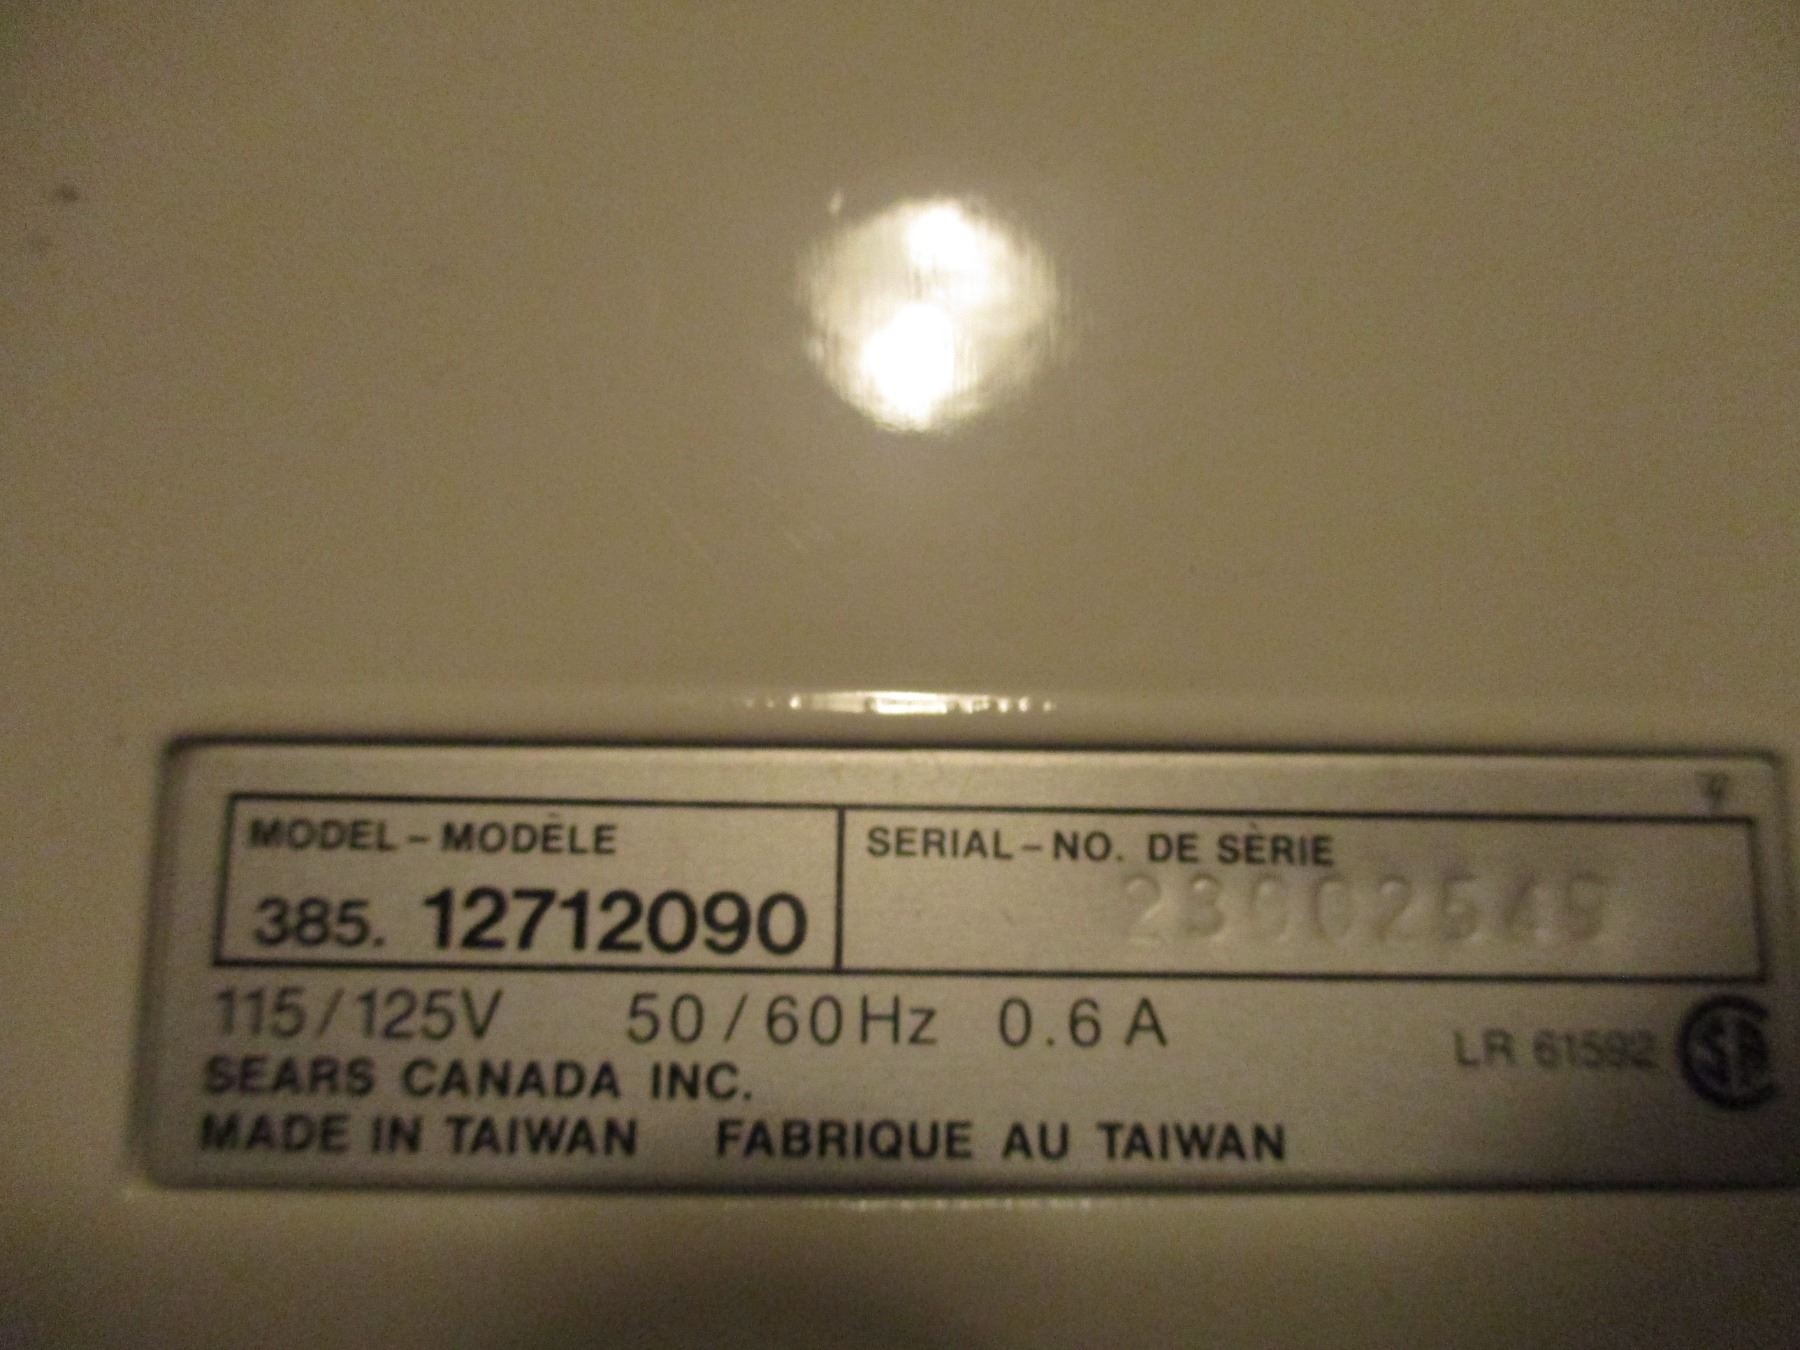 MODEL – MODÈLE
385. 12712090
SERIAL – NO. DE SÈRIE
115/125V 50/60Hz 0.6 A
LR 61592
SEARS CANADA INC.
MADE IN TAIWAN FABRIQUE AU TAIWAN